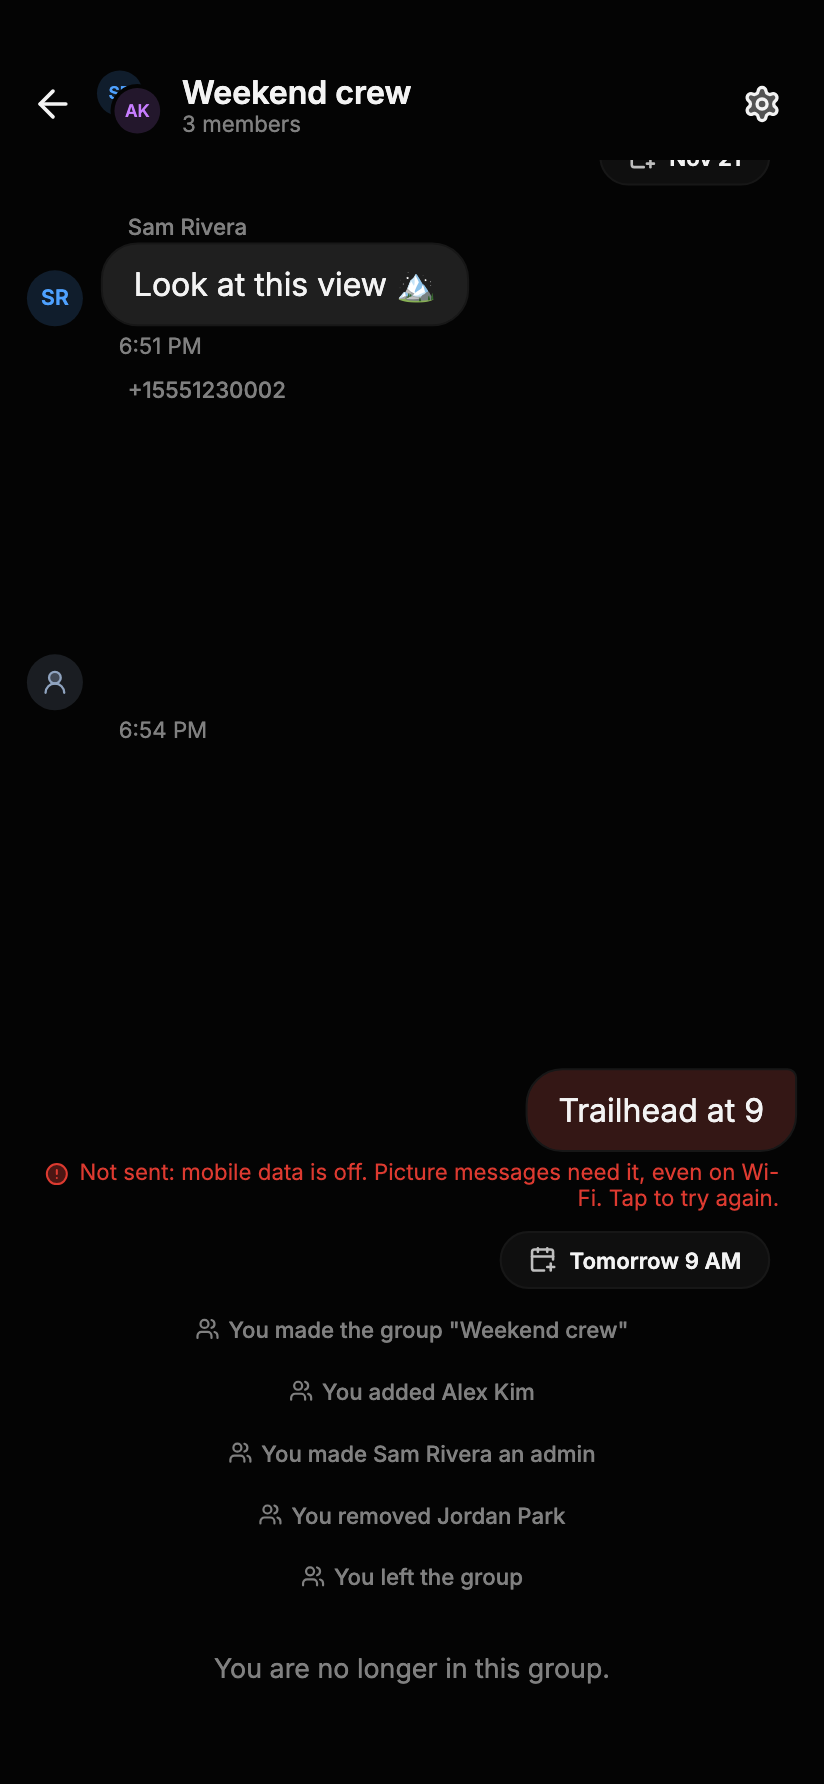 Weekend crew
3 members
AK
Nov 21
Sam Rivera
Look at this view 🏔️
SR
6:51 PM
+15551230002
6:54 PM
Trailhead at 9
Not sent: mobile data is off. Picture messages need it, even on Wi-
Fi. Tap to try again.
Tomorrow 9 AM
You made the group "Weekend crew"
You added Alex Kim
You made Sam Rivera an admin
You removed Jordan Park
You left the group
You are no longer in this group.